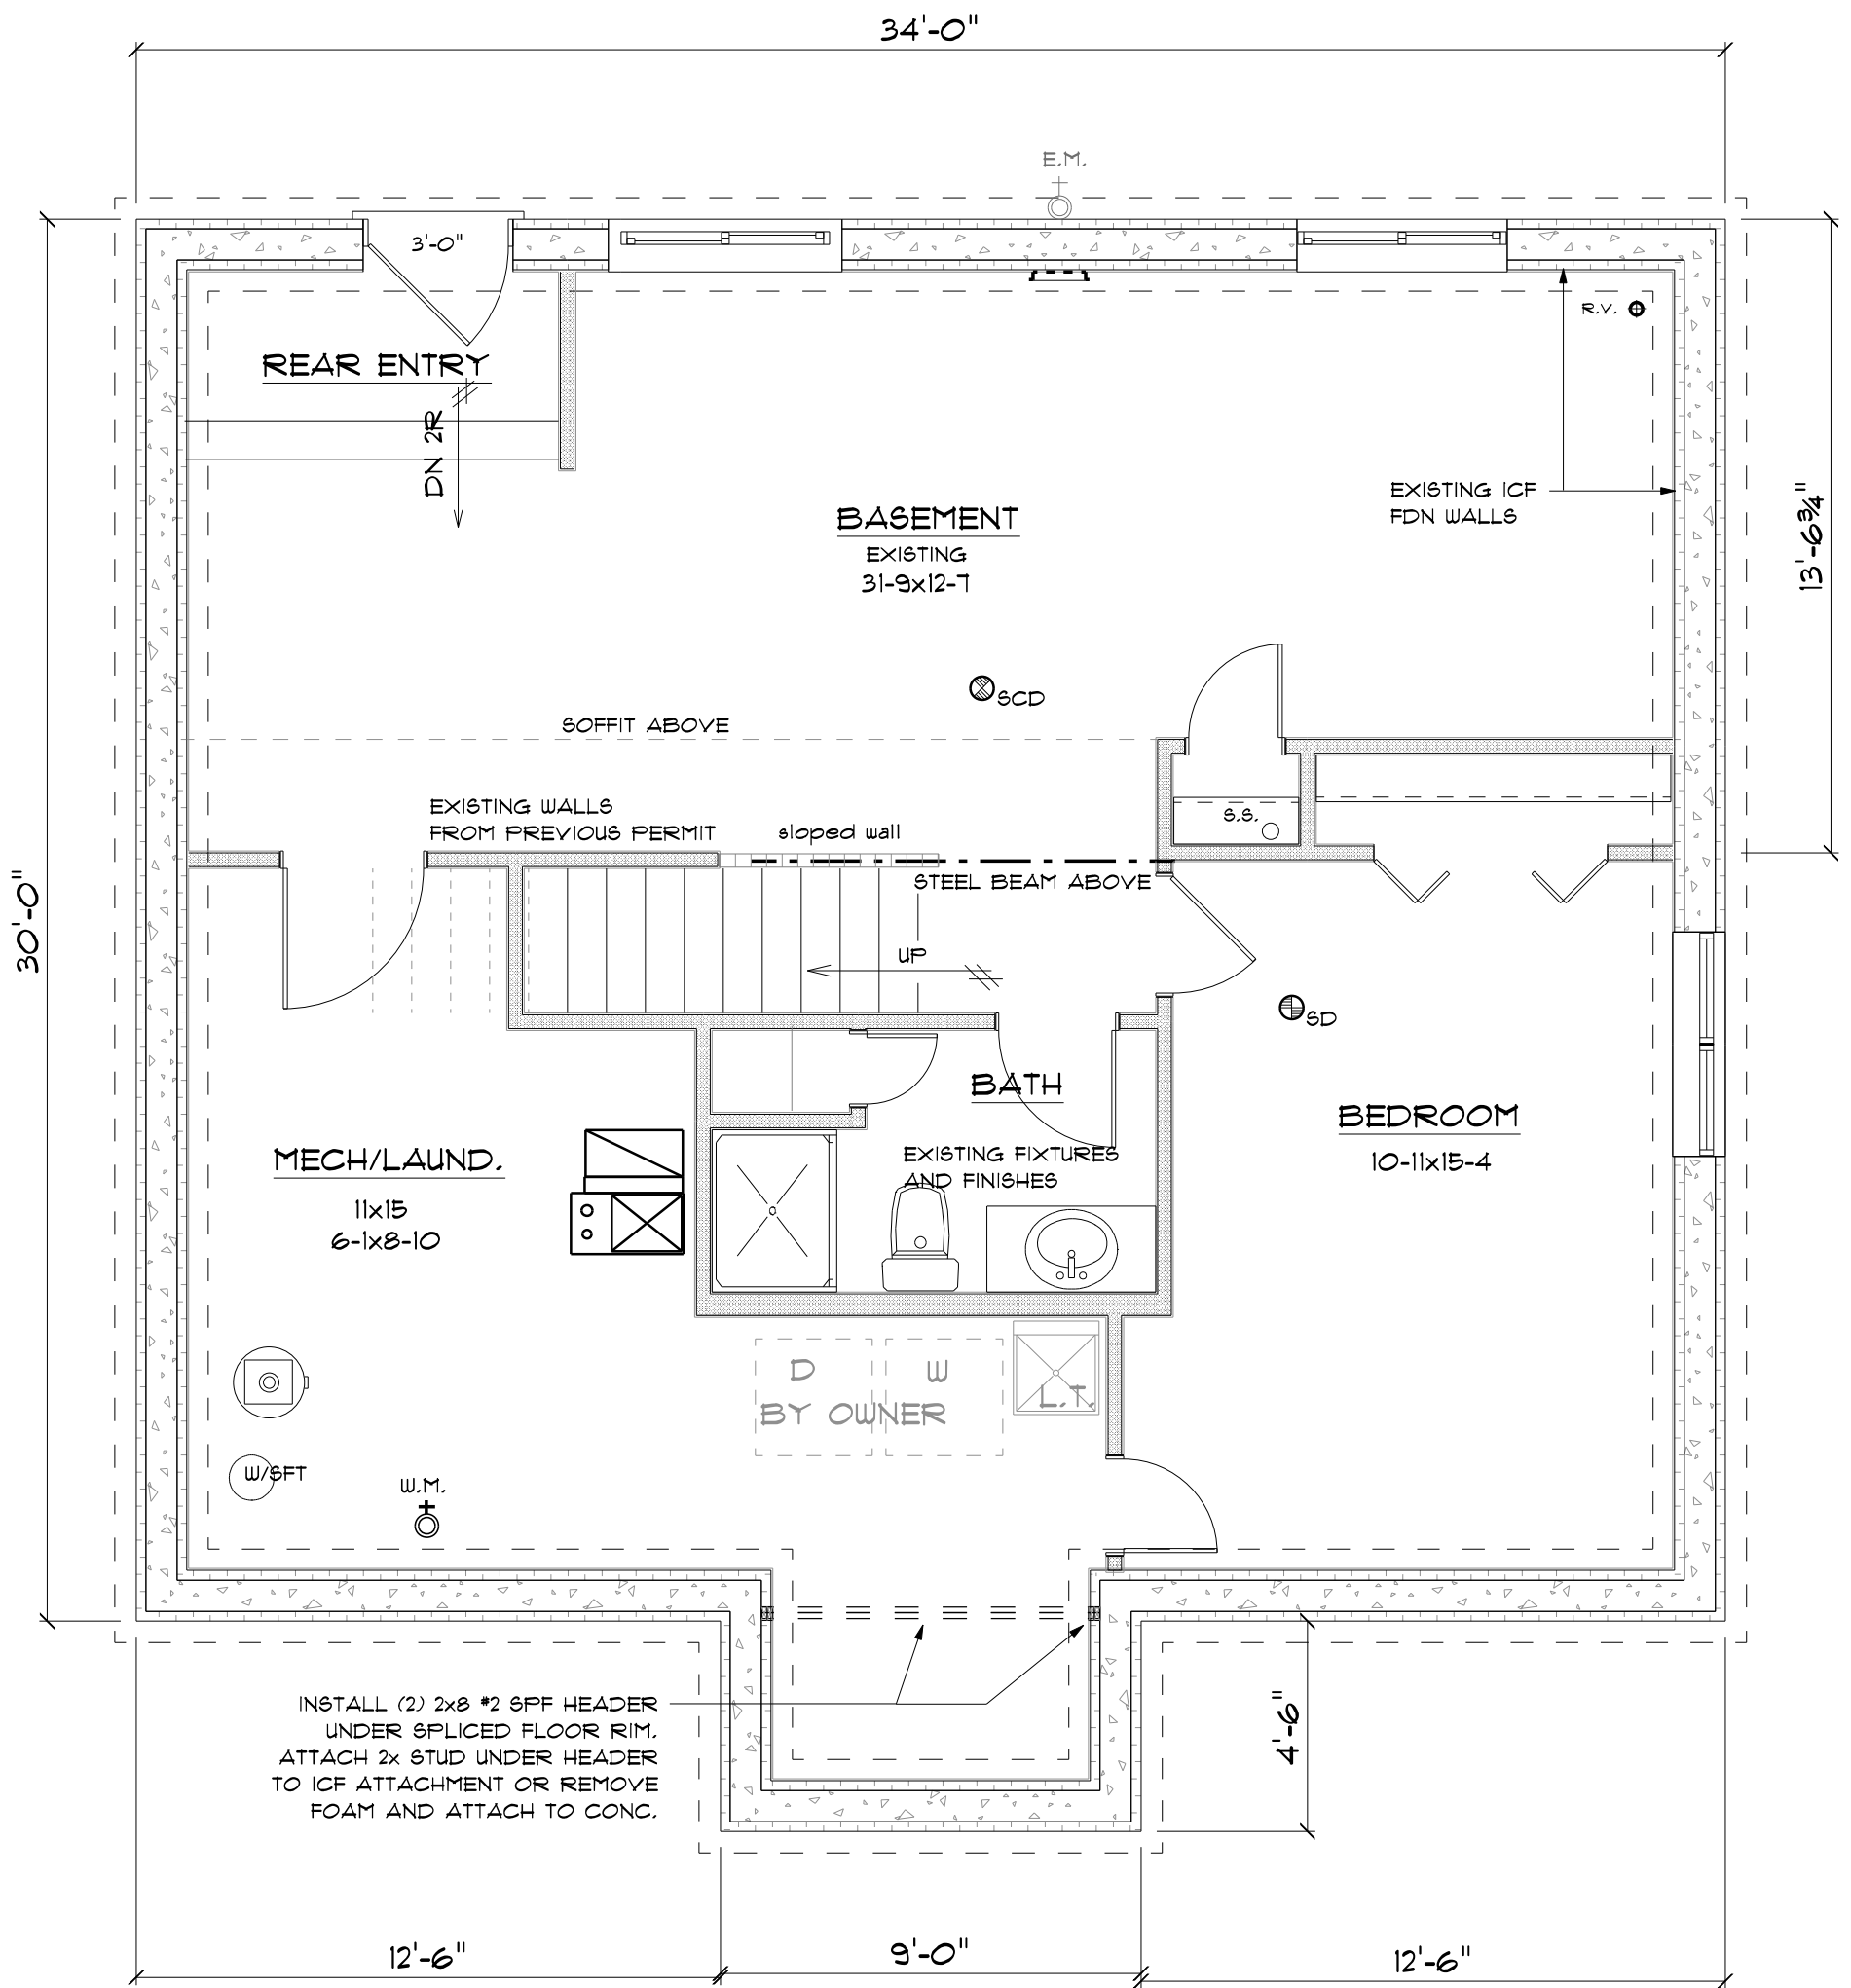 34'-0"
E.M.
3'-0"
R.V.
REAR ENTRY
DN 2R
EXISTING ICF
FDN WALLS
BASEMENT
EXISTING
31-9x12-7
13'-6¾"
SCD
SOFFIT ABOVE
EXISTING WALLS
FROM PREVIOUS PERMIT
sloped wall
S.S.
STEEL BEAM ABOVE
30'-0"
UP
SD
BATH
BEDROOM
10-11x15-4
EXISTING FIXTURES
AND FINISHES
MECH/LAUND.
11x15
6-1x8-10
D
W
L.T.
BY OWNER
W/SFT
W.M.
INSTALL (2) 2x8 #2 SPF HEADER
UNDER SPLICED FLOOR RIM.
ATTACH 2x STUD UNDER HEADER
TO ICF ATTACHMENT OR REMOVE
FOAM AND ATTACH TO CONC.
4'-6"
12'-6"
9'-0"
12'-6"